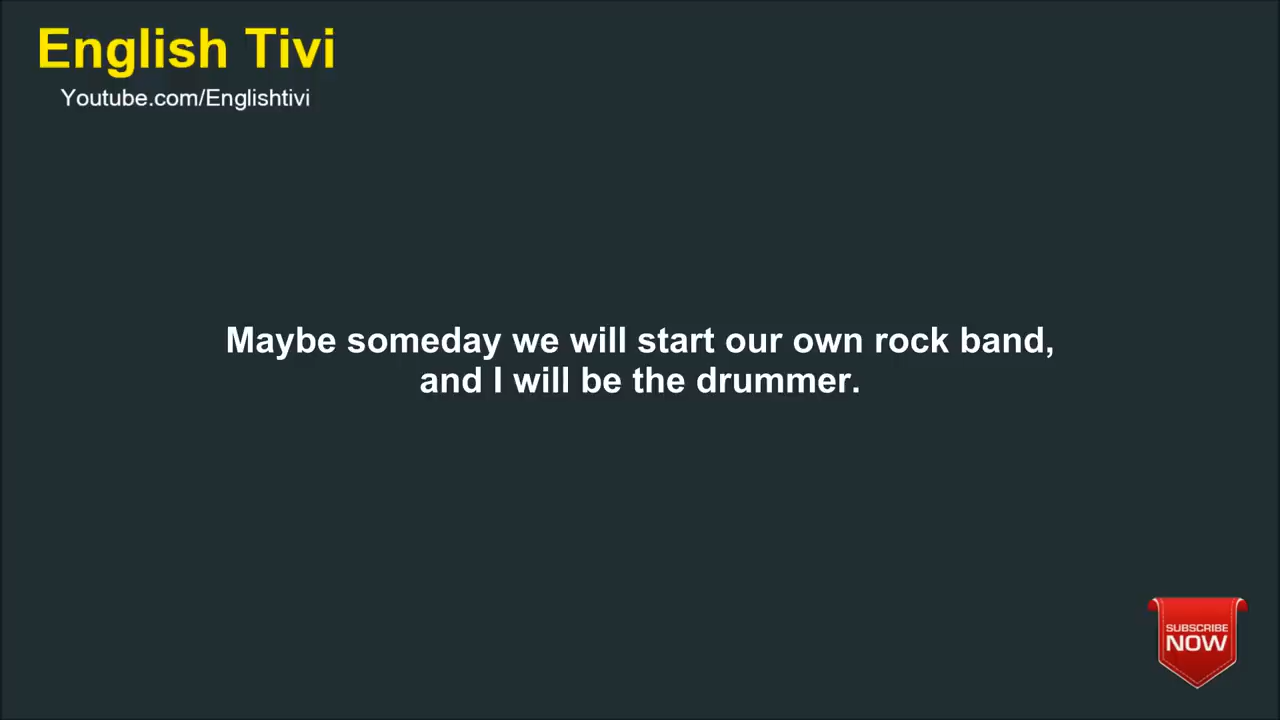 English Tivi
Youtube.com/Englishtivi
Maybe someday we will start our own rock band,
and I will be the drummer.
SUBSCRIBE
NOW